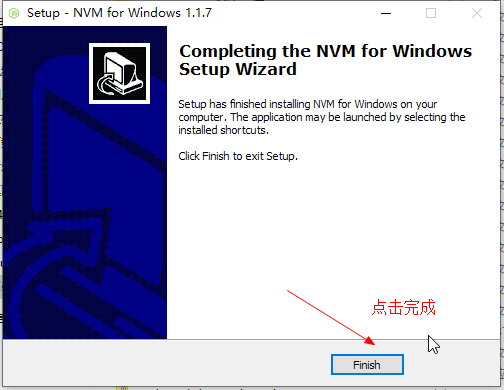 Setup - NVM for Windows 1.1.7
Completing the NVM for Windows
Setup Wizard
Setup has finished installing NVM for Windows on your
computer. The application may be launched by selecting the
installed shortcuts.
Click Finish to exit Setup.
点击完成
Finish